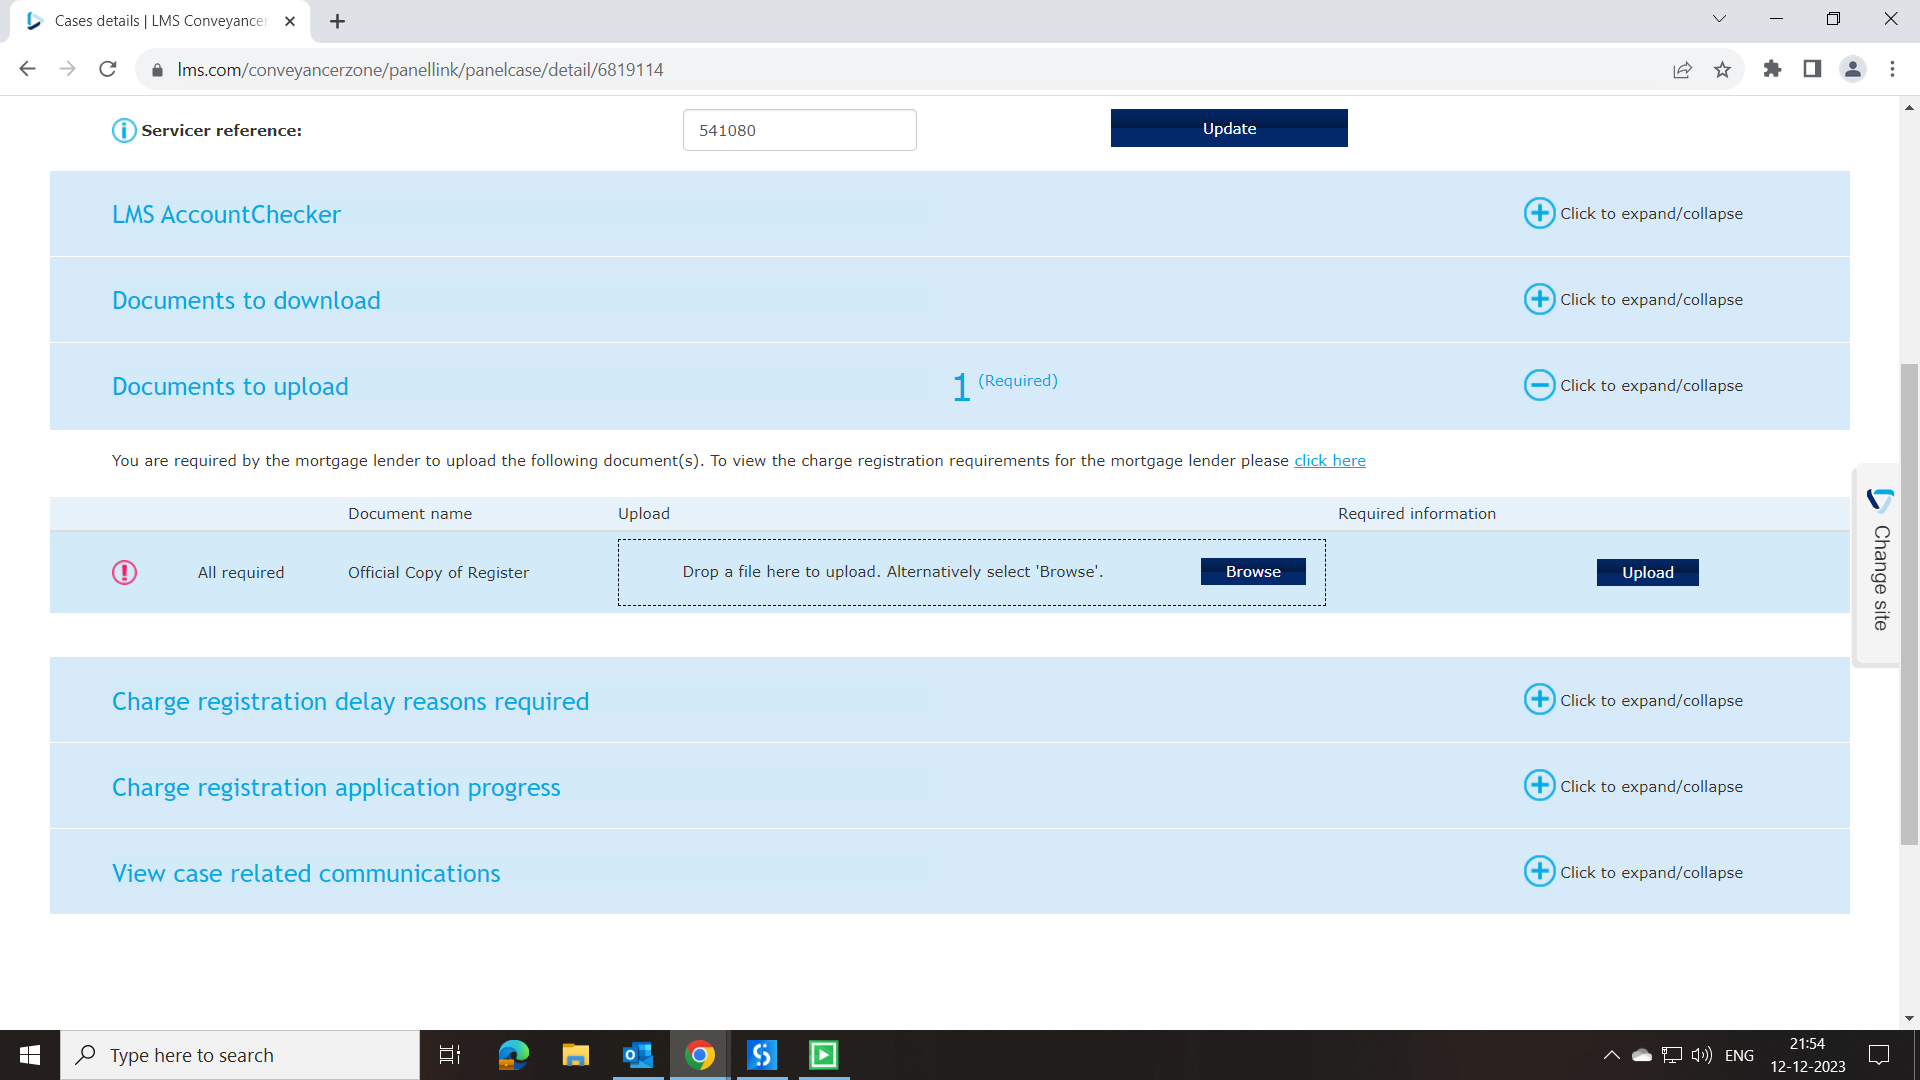 Cases details | LMS Conveyancer
lms.com/conveyancerzone/panellink/panelcase/detail/6819114
Servicer reference:
541080
Update
LMS AccountChecker
Click to expand/collapse
Documents to download
Click to expand/collapse
Documents to upload
1 (Required)
Click to expand/collapse
You are required by the mortgage lender to upload the following document(s). To view the charge registration requirements for the mortgage lender please click here
Document name
Upload
Required information
All required
Official Copy of Register
Drop a file here to upload. Alternatively select 'Browse'.
Browse
Upload
Change site
Charge registration delay reasons required
Click to expand/collapse
Charge registration application progress
Click to expand/collapse
View case related communications
Click to expand/collapse
Type here to search
ENG
21:54
12-12-2023